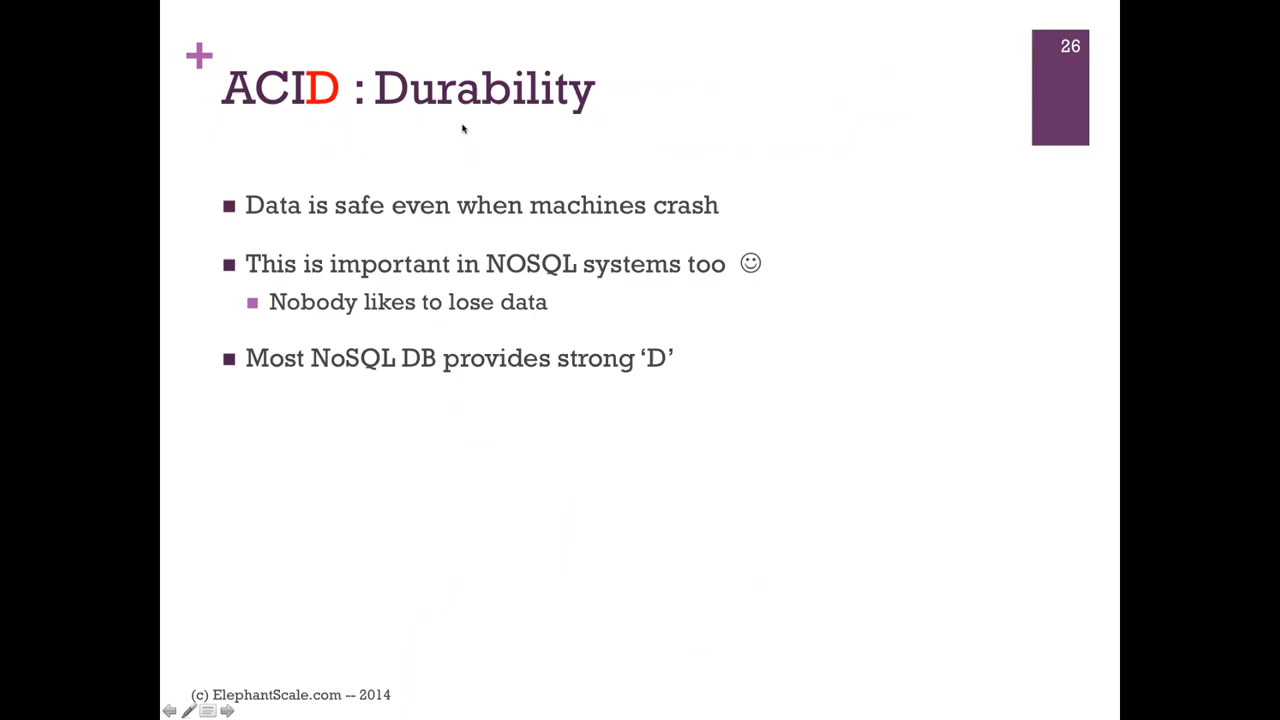 26
ACID : Durability
Data is safe even when machines crash
This is important in NOSQL systems too ☺
Nobody likes to lose data
Most NoSQL DB provides strong ‘D’
(c) ElephantScale.com -- 2014